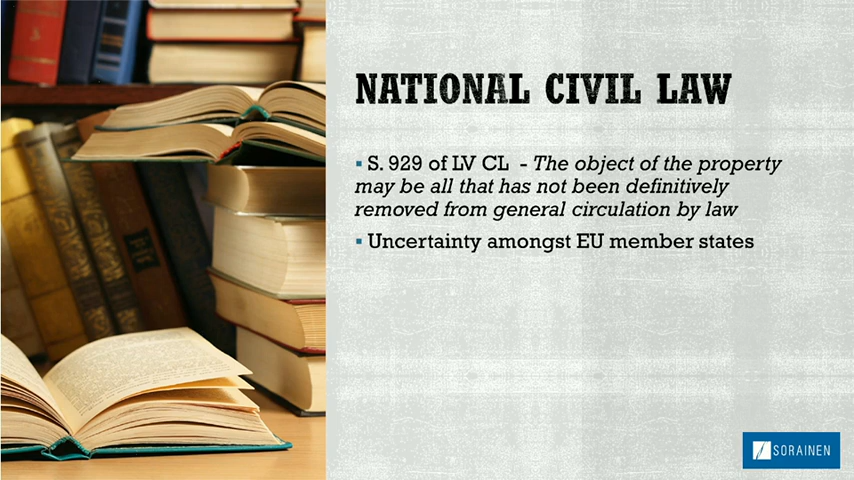 NATIONAL CIVIL LAW
▪ S. 929 of LV CL - The object of the property
may be all that has not been definitively
removed from general circulation by law
▪ Uncertainty amongst EU member states
SORAINEN